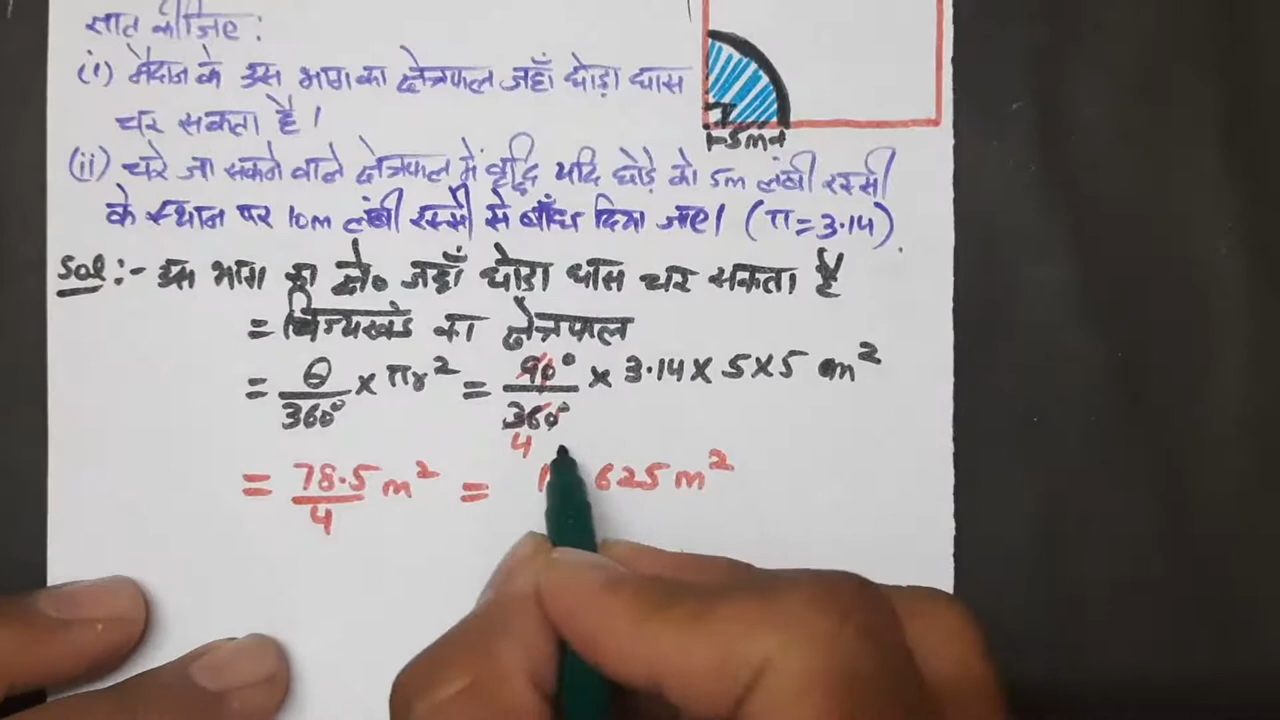 ज्ञात कीजिए:
(i) मैदान के उस भाग का क्षेत्रफल जहाँ घोड़ा घास
चर सकता है।
5m
(ii) चरे जा सकने वाले क्षेत्रफल में वृद्धि यदि घोड़े को 5m लंबी रस्सी
के स्थान पर 10m लंबी रस्सी से बाँध दिया जाए। (π=3.14).
Sol:- उस भाग का क्षे० जहाँ घोड़ा घास चर सकता है
= त्रिज्यखंड का क्षेत्रफल
= θ/360° × πr² = 90°/360° × 3.14 × 5 × 5 m²
4
= 78.5/4 m² = 625 m²